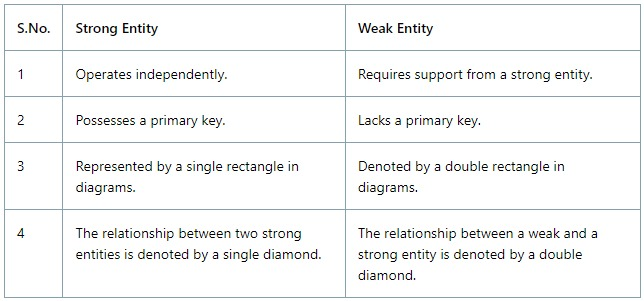 S.No. Strong Entity Weak Entity
1 Operates independently. Requires support from a strong entity.
2 Possesses a primary key. Lacks a primary key.
3 Represented by a single rectangle in
diagrams.
Denoted by a double rectangle in
diagrams.
4 The relationship between two strong
entities is denoted by a single diamond.
The relationship between a weak and a
strong entity is denoted by a double
diamond.